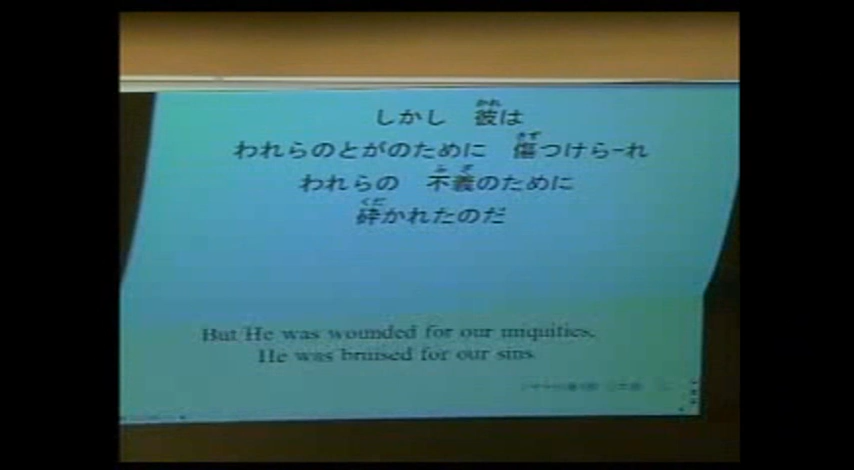 しかし 彼は
われらのとがのために 傷つけらーれ
われらの 不義のために
砕かれたのだ
But He was wounded for our iniquities.
He was bruised for our sins.